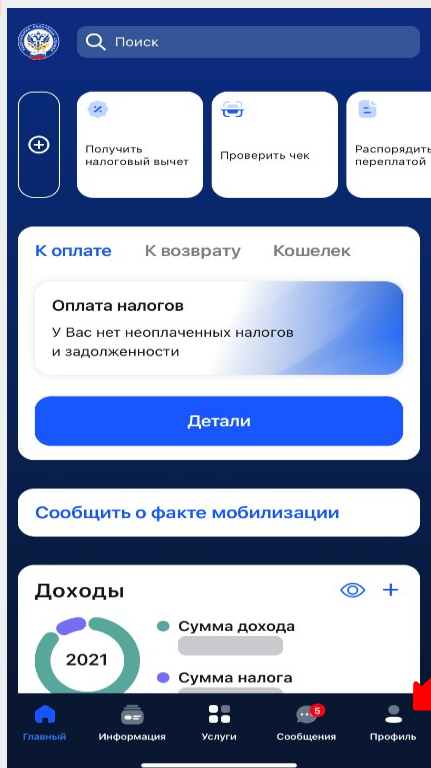 Поиск
Получить
налоговый вычет
Проверить чек
Распорядить
переплатой
К оплате К возврату Кошелек
Оплата налогов
У Вас нет неоплаченных налогов
и задолженности
Детали
Сообщить о факте мобилизации
Доходы
2021
Сумма дохода
Сумма налога
5
Главный Информация Услуги Сообщения Профиль